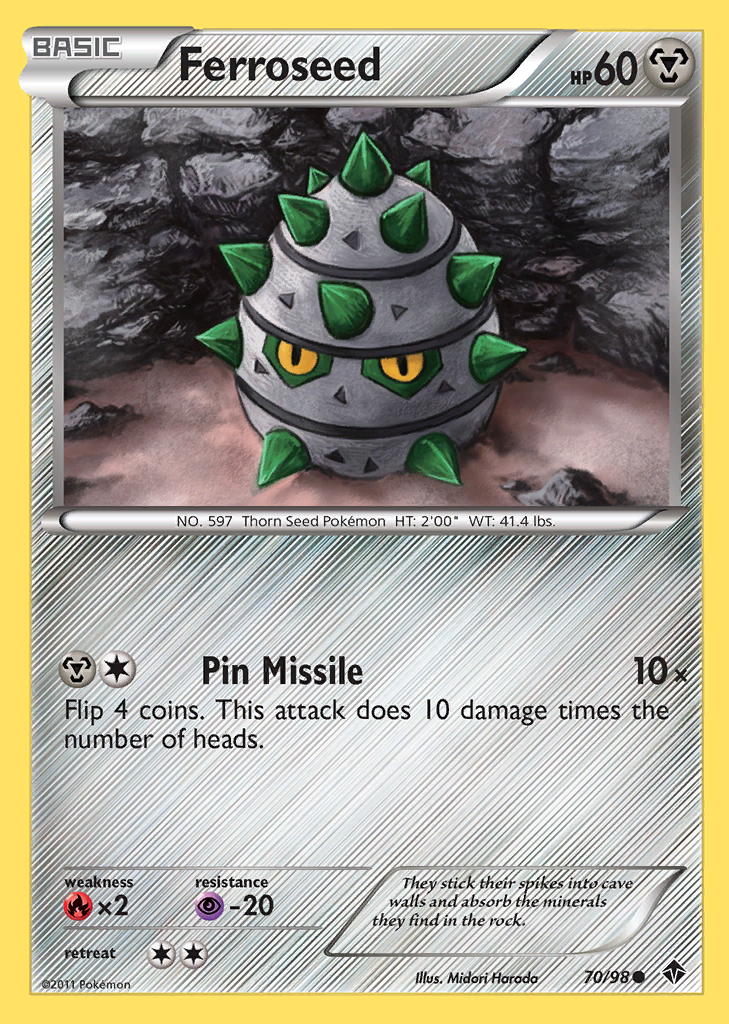 BASIC
Ferroseed
HP60
NO. 597 Thorn Seed Pokémon HT: 2'00" WT: 41.4 lbs.
Pin Missile 10×
Flip 4 coins. This attack does 10 damage times the
number of heads.
weakness resistance
×2 -20
retreat
They stick their spikes into cave
walls and absorb the minerals
they find in the rock.
©2011 Pokémon
Illus. Midori Harada 70/98